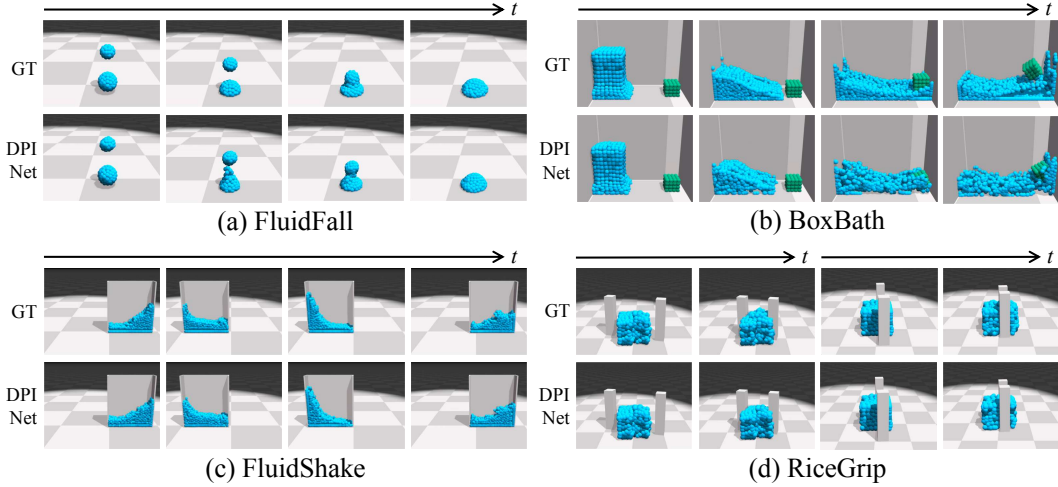 t
GT
DPI
Net
(a) FluidFall
t
GT
DPI
Net
(b) BoxBath
t
GT
DPI
Net
(c) FluidShake
t
t
GT
DPI
Net
(d) RiceGrip